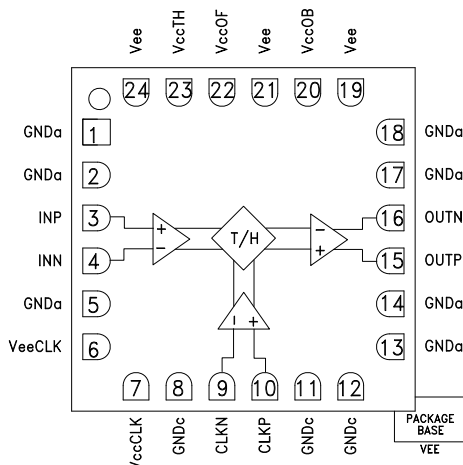 Vee VccTH VccOF Vee VccOB Vee
24 23 22 21 20 19
GNDa 1 18 GNDa
GNDa 2 17 GNDa
INP 3 16 OUTN
+ T/H −
INN 4 15 OUTP
− +
GNDa 5 14 GNDa
VeeCLK 6 13 GNDa
− +
7 8 9 10 11 12
VccCLK GNDc CLKN CLKP GNDc GNDc
PACKAGE
BASE
VEE